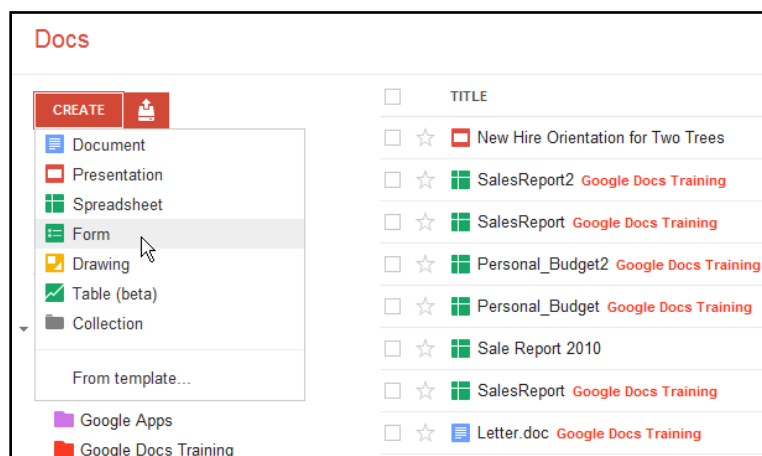 Docs
CREATE
Document
Presentation
Spreadsheet
Form
Drawing
Table (beta)
Collection
From template...
Google Apps
Google Docs Training
TITLE
New Hire Orientation for Two Trees
SalesReport2 Google Docs Training
SalesReport Google Docs Training
Personal_Budget2 Google Docs Training
Personal_Budget Google Docs Training
Sale Report 2010
SalesReport Google Docs Training
Letter.doc Google Docs Training